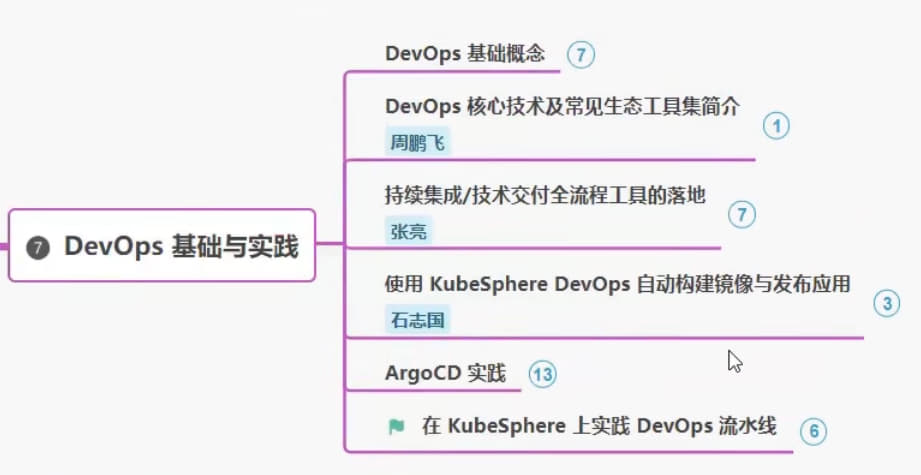 DevOps 基础概念 7
DevOps 核心技术及常见生态工具集简介 1
周鹏飞
持续集成/技术交付全流程工具的落地 7
张亮
7 DevOps 基础与实践
使用 KubeSphere DevOps 自动构建镜像与发布应用 3
石志国
ArgoCD 实践 13
在 KubeSphere 上实践 DevOps 流水线 6